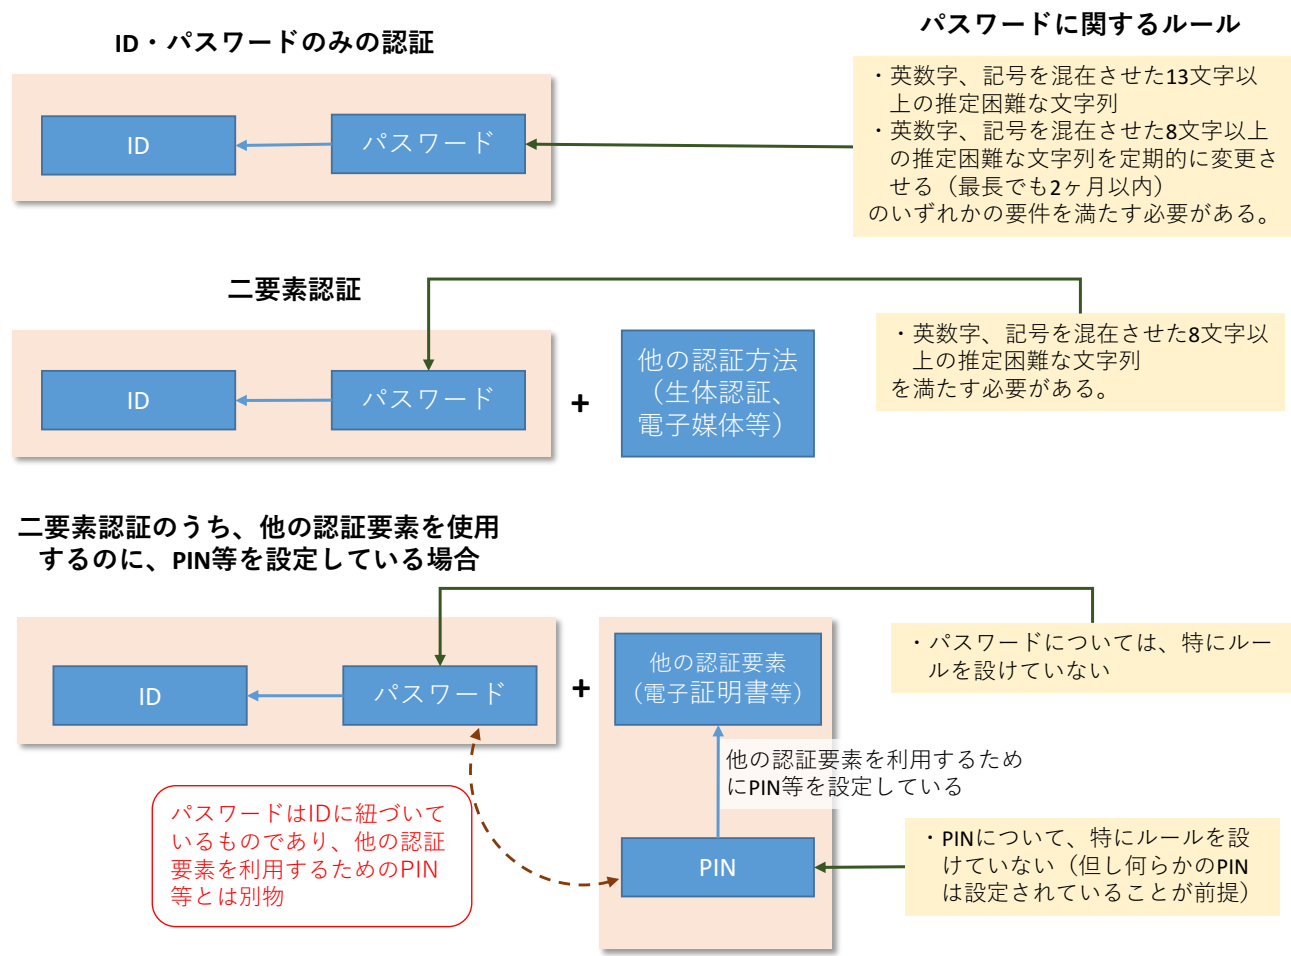 パスワードに関するルール
ID・パスワードのみの認証
ID
パスワード
・英数字、記号を混在させた13文字以
上の推定困難な文字列
・英数字、記号を混在させた8文字以上
の推定困難な文字列を定期的に変更さ
せる（最長でも2ヶ月以内）
のいずれかの要件を満たす必要がある。
二要素認証
ID
パスワード
+
他の認証方法
（生体認証、
電子媒体等）
・英数字、記号を混在させた8文字以
上の推定困難な文字列
を満たす必要がある。
二要素認証のうち、他の認証要素を使用
するのに、PIN等を設定している場合
ID
パスワード
+
他の認証要素
（電子証明書等）
・パスワードについては、特にルー
ルを設けていない
他の認証要素を利用するため
にPIN等を設定している
パスワードはIDに紐づいて
いるものであり、他の認証
要素を利用するためのPIN
等とは別物
PIN
・PINについて、特にルールを設
けていない（但し何らかのPIN
は設定されていることが前提）